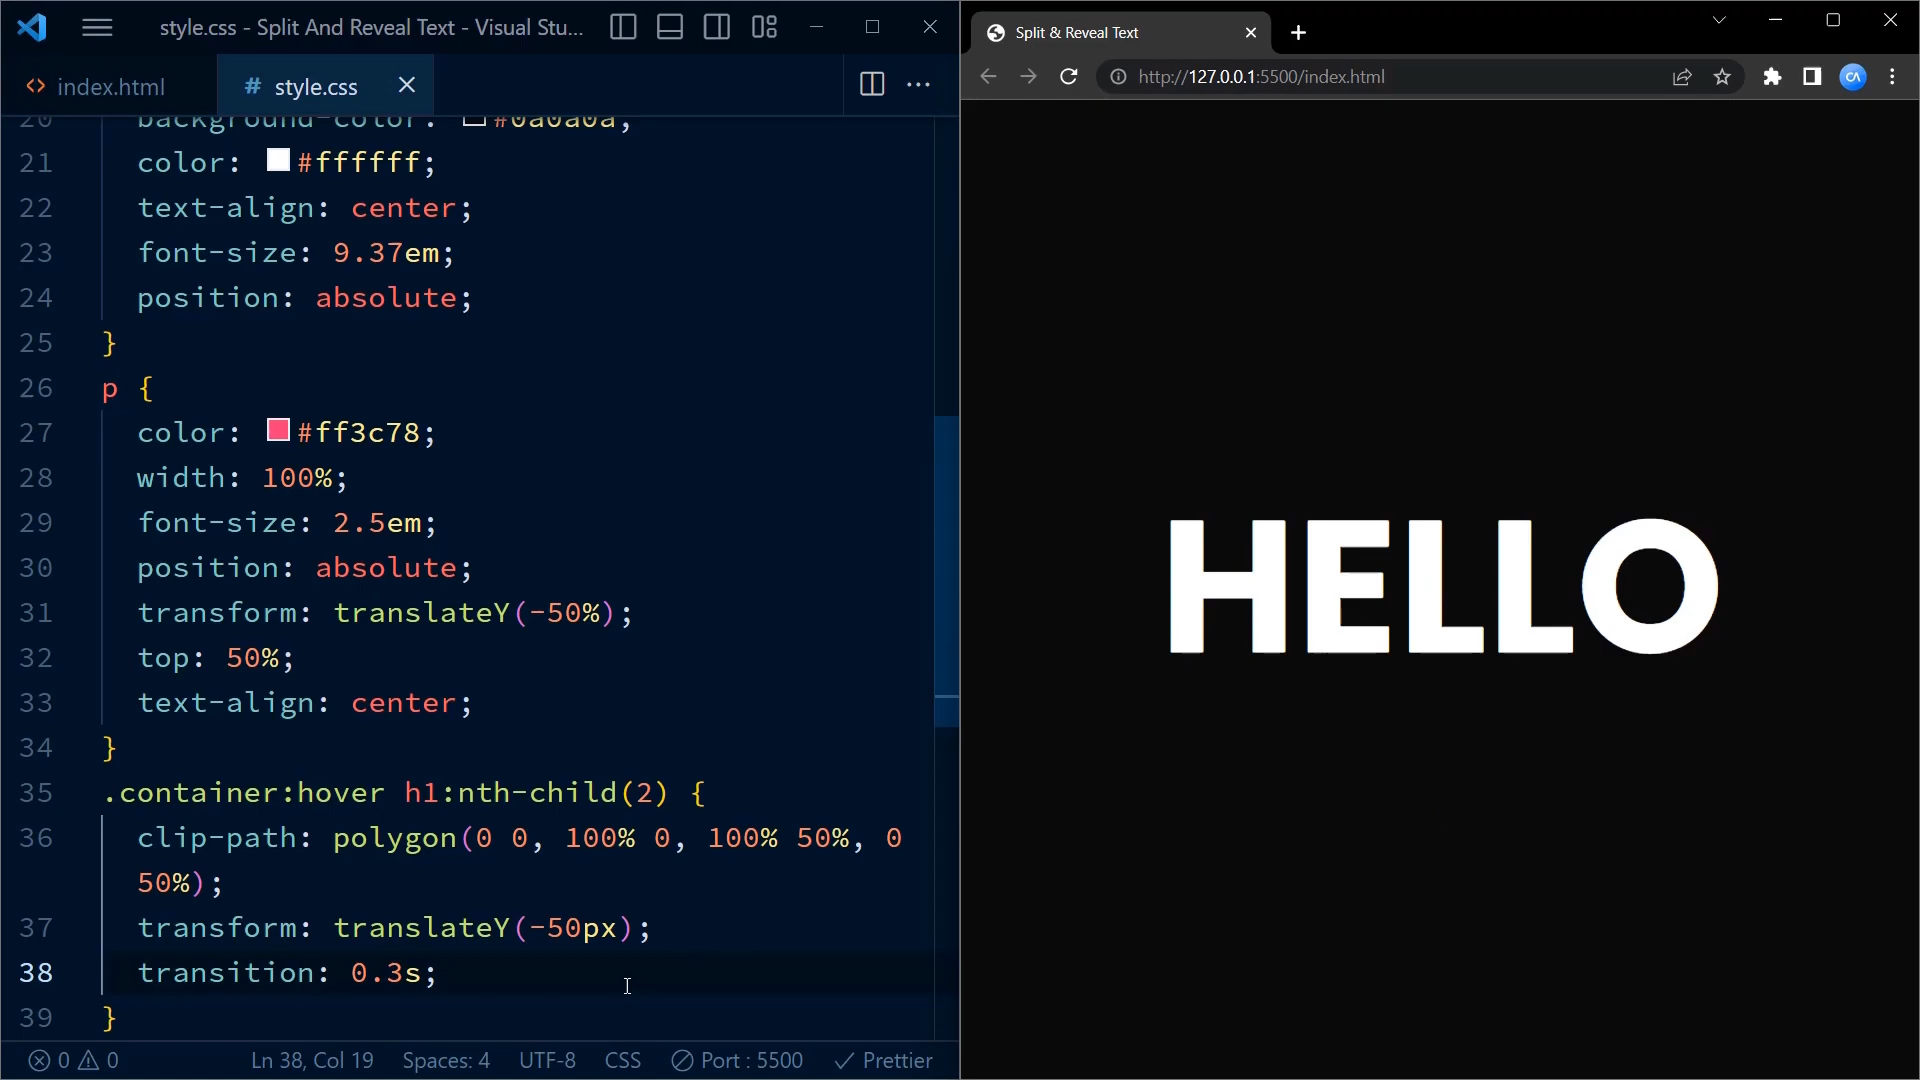 style.css - Split And Reveal Text - Visual Stu...
index.html
# style.css
20 background-color: #0a0a0a;
21 color: #ffffff;
22 text-align: center;
23 font-size: 9.37em;
24 position: absolute;
25 }
26 p {
27 color: #ff3c78;
28 width: 100%;
29 font-size: 2.5em;
30 position: absolute;
31 transform: translateY(-50%);
32 top: 50%;
33 text-align: center;
34 }
35 .container:hover h1:nth-child(2) {
36 clip-path: polygon(0 0, 100% 0, 100% 50%, 0
50%);
37 transform: translateY(-50px);
38 transition: 0.3s;
39 }
0 0 Ln 38, Col 19 Spaces: 4 UTF-8 CSS Port : 5500 Prettier
Split & Reveal Text
http://127.0.0.1:5500/index.html
CA
HELLO